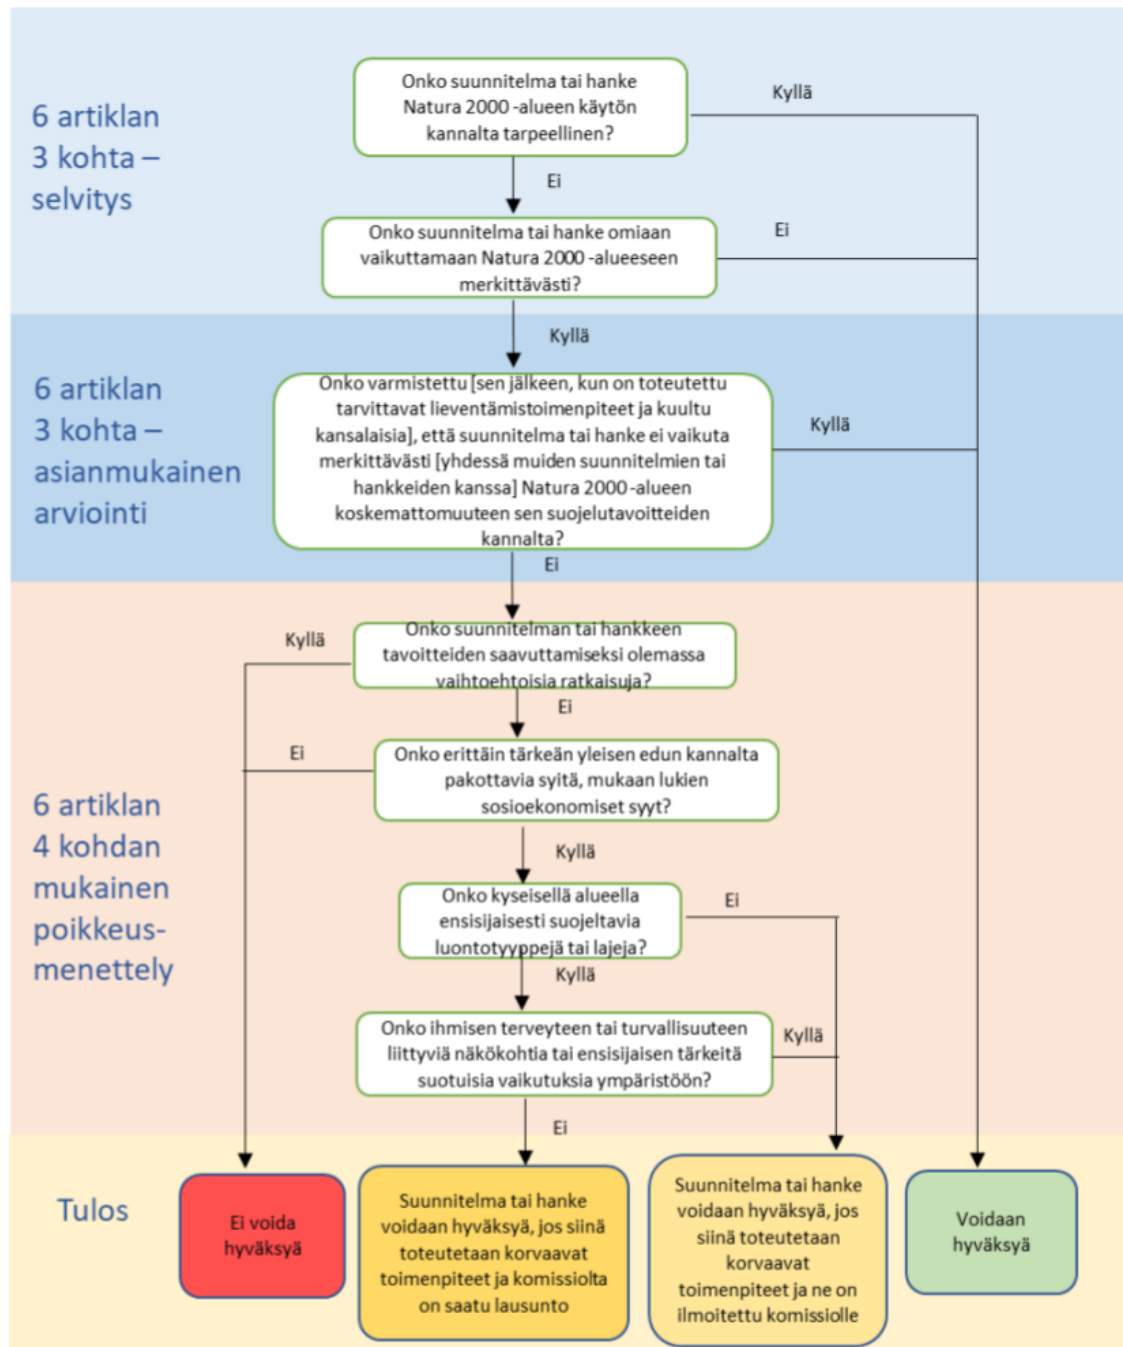 6 artiklan
3 kohta –
selvitys
Onko suunnitelma tai hanke
Natura 2000 -alueen käytön
kannalta tarpeellinen?
Kyllä
Ei
Onko suunnitelma tai hanke omiaan
vaikuttamaan Natura 2000 -alueeseen
merkittävästi?
Ei
Kyllä
6 artiklan
3 kohta –
asianmukainen
arviointi
Onko varmistettu [sen jälkeen, kun on toteutettu
tarvittavat lieventämistoimenpiteet ja kuultu
kansalaisia], että suunnitelma tai hanke ei vaikuta
merkittävästi [yhdessä muiden suunnitelmien tai
hankkeiden kanssa] Natura 2000 -alueen
koskemattomuuteen sen suojelutavoitteiden
kannalta?
Kyllä
Ei
6 artiklan
4 kohdan
mukainen
poikkeus-
menettely
Onko suunnitelman tai hankkeen
tavoitteiden saavuttamiseksi olemassa
vaihtoehtoisia ratkaisuja?
Kyllä
Ei
Onko erittäin tärkeän yleisen edun kannalta
pakottavia syitä, mukaan lukien
sosioekonomiset syyt?
Ei
Kyllä
Onko kyseisellä alueella
ensisijaisesti suojeltavia
luontotyyppejä tai lajeja?
Ei
Kyllä
Onko ihmisen terveyteen tai turvallisuuteen
liittyviä näkökohtia tai ensisijaisen tärkeitä
suotuisia vaikutuksia ympäristöön?
Kyllä
Ei
Tulos
Ei voida
hyväksyä
Suunnitelma tai hanke
voidaan hyväksyä, jos siinä
toteutetaan korvaavat
toimenpiteet ja komissiolta
on saatu lausunto
Suunnitelma tai hanke
voidaan hyväksyä, jos
siinä toteutetaan
korvaavat
toimenpiteet ja ne on
ilmoitettu komissiolle
Voidaan
hyväksyä